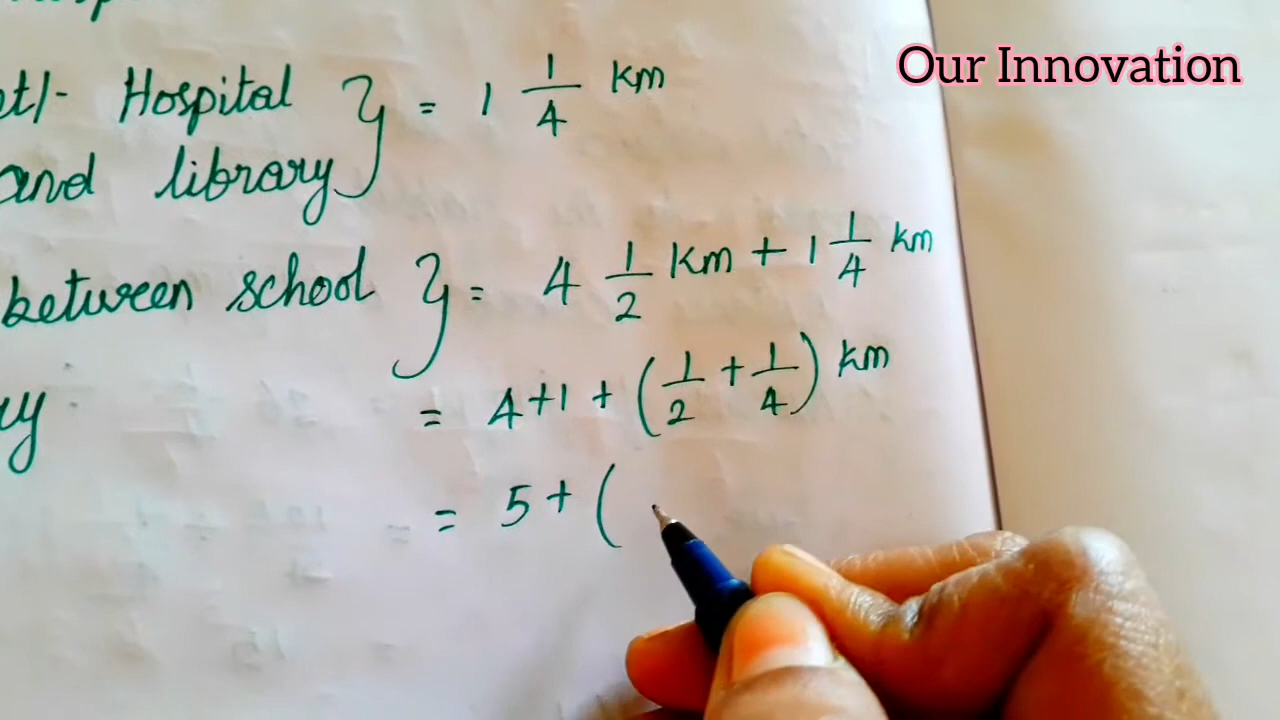 Our Innovation
Hospital } = 1 1/4 km
and library
between school } = 4 1/2 km + 1 1/4 km
= 4+1 + (1/2 + 1/4) km
= 5 + (